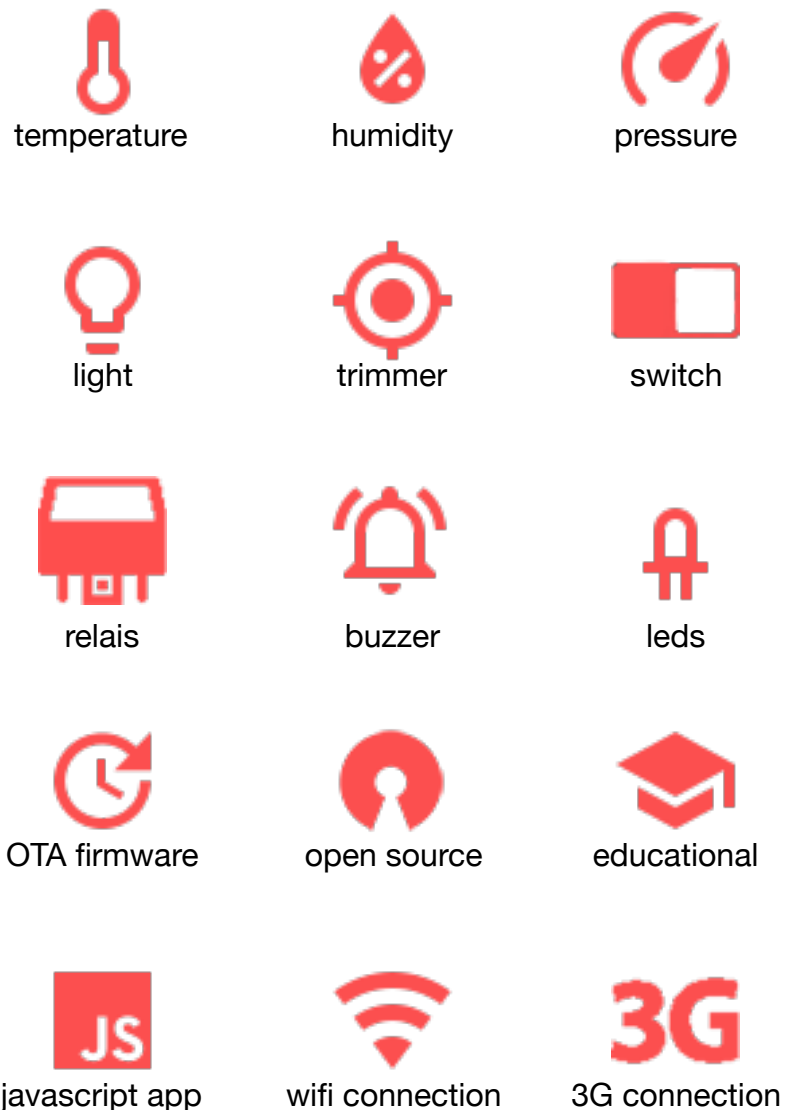 temperature humidity pressure
light trimmer switch
relais buzzer leds
OTA firmware open source educational
JS 3G
javascript app wifi connection 3G connection